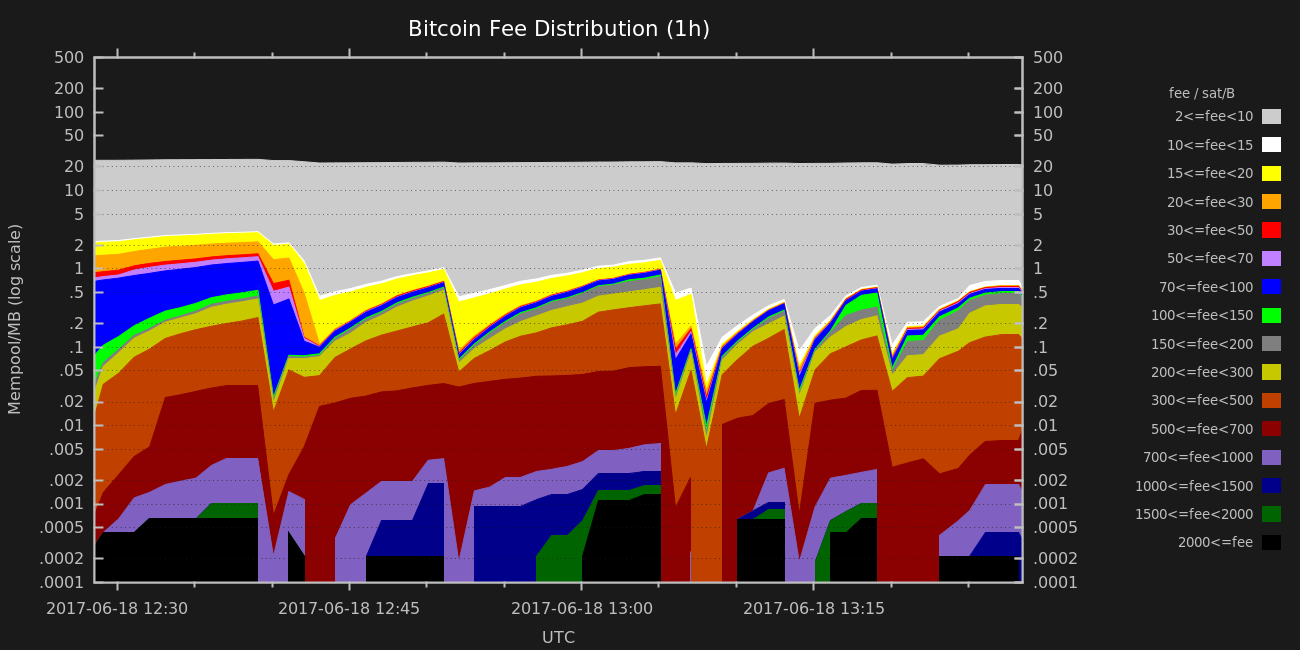 Bitcoin Fee Distribution (1h)
500 500
200 200
100 100
50 50
20 20
10 10
5 5
2 2
1 1
.5 .5
.2 .2
.1 .1
.05 .05
.02 .02
.01 .01
.005 .005
.002 .002
.001 .001
.0005 .0005
.0002 .0002
.0001 .0001
Mempool/MB (log scale)
2017-06-18 12:30 2017-06-18 12:45 2017-06-18 13:00 2017-06-18 13:15
UTC
fee / sat/B
2<=fee<10
10<=fee<15
15<=fee<20
20<=fee<30
30<=fee<50
50<=fee<70
70<=fee<100
100<=fee<150
150<=fee<200
200<=fee<300
300<=fee<500
500<=fee<700
700<=fee<1000
1000<=fee<1500
1500<=fee<2000
2000<=fee